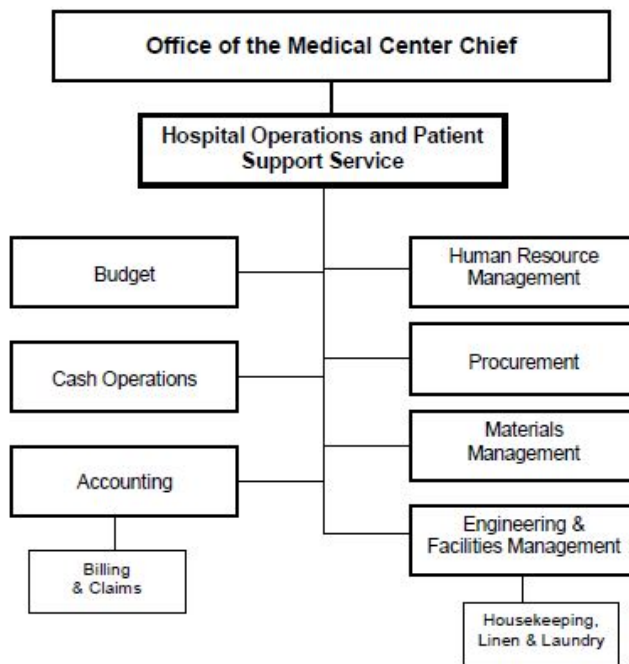 Office of the Medical Center Chief
Hospital Operations and Patient
Support Service
Budget
Cash Operations
Accounting
Billing
& Claims
Human Resource
Management
Procurement
Materials
Management
Engineering &
Facilities Management
Housekeeping,
Linen & Laundry